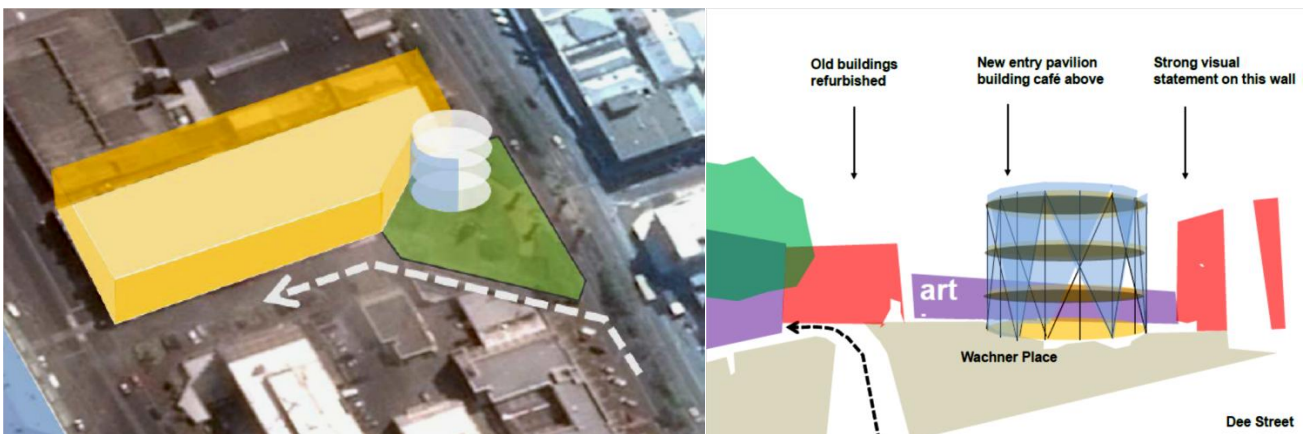 Old buildings
refurbished
New entry pavilion
building café above
Strong visual
statement on this wall
art
Wachner Place
Dee Street